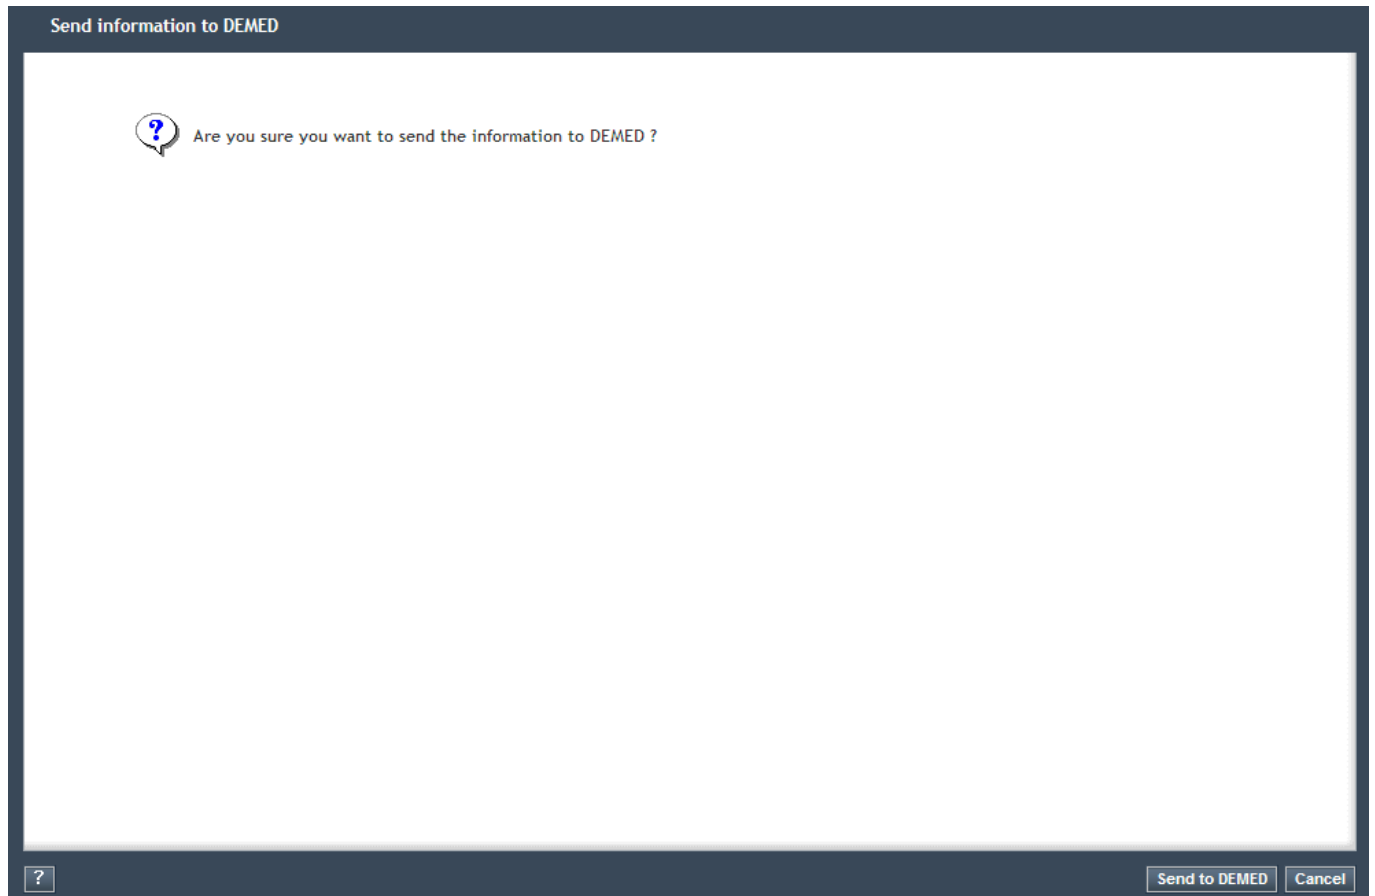 Send information to DEMED
?
Are you sure you want to send the information to DEMED ?
?
Send to DEMED
Cancel